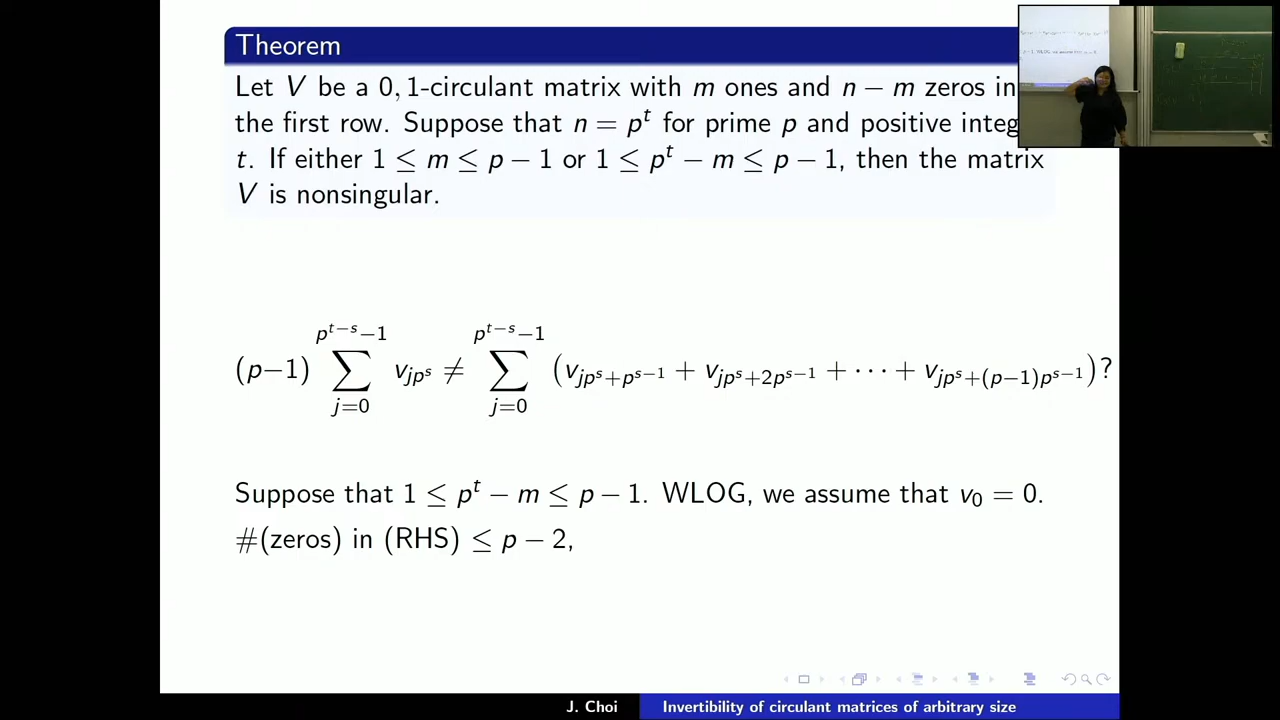 Theorem
Let V be a 0, 1-circulant matrix with m ones and n − m zeros in
the first row. Suppose that n = p^t for prime p and positive integ
t. If either 1 ≤ m ≤ p − 1 or 1 ≤ p^t − m ≤ p − 1, then the matrix
V is nonsingular.
(p−1) ∑_{j=0}^{p^{t−s}−1} v_{jp^s} ≠ ∑_{j=0}^{p^{t−s}−1} (v_{jp^s+p^{s−1}} + v_{jp^s+2p^{s−1}} + ⋯ + v_{jp^s+(p−1)p^{s−1}})?
Suppose that 1 ≤ p^t − m ≤ p − 1. WLOG, we assume that v_0 = 0.
#(zeros) in (RHS) ≤ p − 2,
J. Choi Invertibility of circulant matrices of arbitrary size